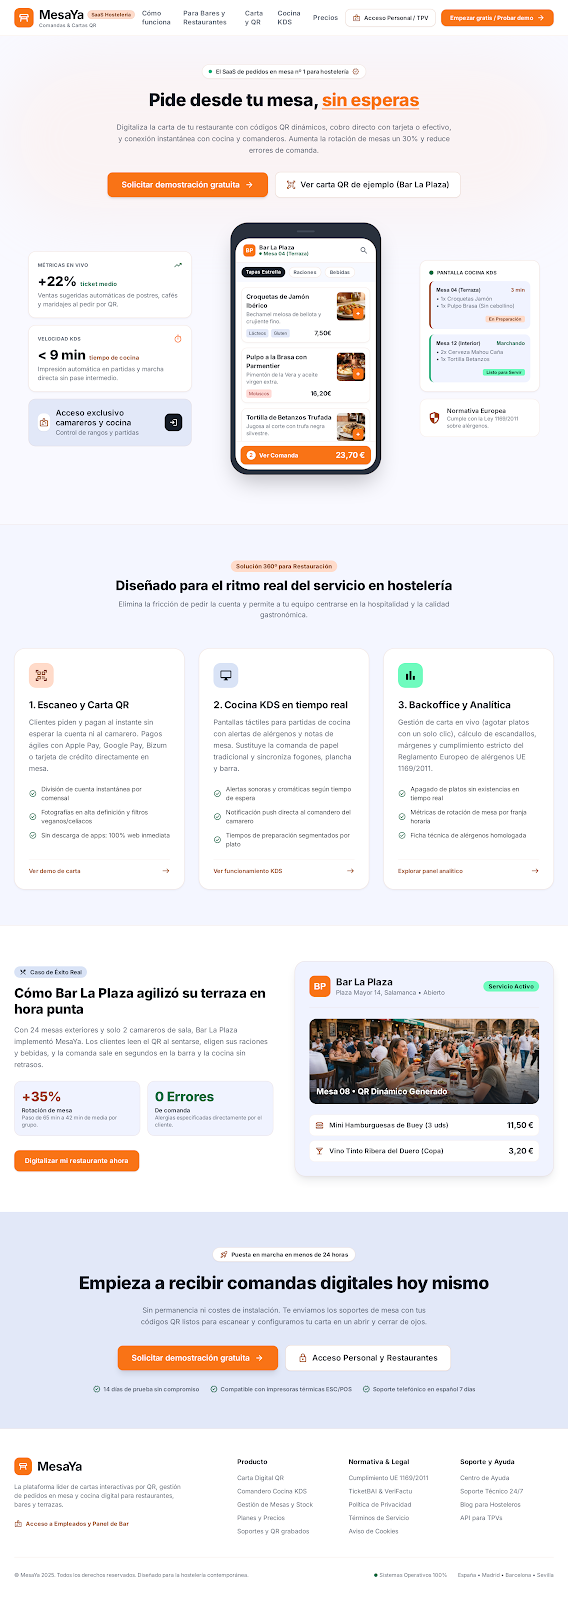 MesaYa
SaaS Hostelería
Comandas & Cartas QR
Cómo funciona
Para Bares y Restaurantes
Carta y QR
Cocina KDS
Precios
Acceso Personal / TPV
Empezar gratis / Probar demo
El SaaS de pedidos en mesa nº 1 para hostelería
Pide desde tu mesa, sin esperas
Digitaliza la carta de tu restaurante con códigos QR dinámicos, cobro directo con tarjeta o efectivo,
y conexión instantánea con cocina y comanderos. Aumenta la rotación de mesas un 30% y reduce
errores de comanda.
Solicitar demostración gratuita
Ver carta QR de ejemplo (Bar La Plaza)
MÉTRICAS EN VIVO
+22% ticket medio
Ventas sugeridas automáticas de postres, cafés
y maridajes al pedir por QR.
VELOCIDAD KDS
< 9 min tiempo de cocina
Impresión automática en partidas y marcha
directa sin pase intermedio.
Acceso exclusivo
camareros y cocina
Control de rangos y partidas
BP
Bar La Plaza
Mesa 04 (Terraza)
Tapas Estrella
Raciones
Bebidas
Croquetas de Jamón
Ibérico
Bechamel melosa de bellota y
crujiente fino.
Lácteos
Gluten
7,50€
Pulpo a la Brasa con
Parmentier
Pimentón de la Vera y aceite
virgen extra.
Moluscos
16,20€
Tortilla de Betanzos Trufada
Jugosa al corte con trufa negra
silvestre.
Ver Comanda
23,70 €
PANTALLA COCINA KDS
Mesa 04 (Terraza)
3 min
• 1x Croquetas Jamón
• 1x Pulpo Brasa (Sin cebollino)
En Preparación
Mesa 12 (Interior)
Marchando
• 2x Cerveza Mahou Caña
• 1x Tortilla Betanzos
Listo para Servir
Normativa Europea
Cumple con la Ley 1169/2011
sobre alérgenos.
Solución 360º para Restauración
Diseñado para el ritmo real del servicio en hostelería
Elimina la fricción de pedir la cuenta y permite a tu equipo centrarse en la hospitalidad y la calidad
gastronómica.
1. Escaneo y Carta QR
Clientes piden y pagan al instante sin
esperar la cuenta ni al camarero. Pagos
ágiles con Apple Pay, Google Pay, Bizum
o tarjeta de crédito directamente en
mesa.
División de cuenta instantánea por
comensal
Fotografías en alta definición y filtros
veganos/celíacos
Sin descarga de apps: 100% web inmediata
Ver demo de carta
2. Cocina KDS en tiempo real
Pantallas táctiles para partidas de cocina
con alertas de alérgenos y notas de
mesa. Sustituye la comanda de papel
tradicional y sincroniza fogones, plancha
y barra.
Alertas sonoras y cromáticas según tiempo
de espera
Notificación push directa al comandero del
camarero
Tiempos de preparación segmentados por
plato
Ver funcionamiento KDS
3. Backoffice y Analítica
Gestión de carta en vivo (agotar platos
con un solo clic), cálculo de escandallos,
márgenes y cumplimiento estricto del
Reglamento Europeo de alérgenos UE
1169/2011.
Apagado de platos sin existencias en
tiempo real
Métricas de rotación de mesa por franja
horaria
Ficha técnica de alérgenos homologada
Explorar panel analítico
Caso de Éxito Real
Cómo Bar La Plaza agilizó su terraza en
hora punta
Con 24 mesas exteriores y solo 2 camareros de sala, Bar La Plaza
implementó MesaYa. Los clientes leen el QR al sentarse, eligen sus raciones
y bebidas, y la comanda sale en segundos en la barra y la cocina sin
retrasos.
+35%
Rotación de mesa
Paso de 65 min a 42 min de media por
grupo.
0 Errores
De comanda
Alergias especificadas directamente por el
cliente.
Digitalizar mi restaurante ahora
BP
Bar La Plaza
Plaza Mayor 14, Salamanca • Abierto
Servicio Activo
Mesa 08 • QR Dinámico Generado
Mini Hamburguesas de Buey (3 uds)
11,50 €
Vino Tinto Ribera del Duero (Copa)
3,20 €
Puesta en marcha en menos de 24 horas
Empieza a recibir comandas digitales hoy mismo
Sin permanencia ni costes de instalación. Te enviamos los soportes de mesa con tus
códigos QR listos para escanear y configuramos tu carta en un abrir y cerrar de ojos.
Solicitar demostración gratuita
Acceso Personal y Restaurantes
14 días de prueba sin compromiso
Compatible con impresoras térmicas ESC/POS
Soporte telefónico en español 7 días
MesaYa
La plataforma líder de cartas interactivas por QR, gestión
de pedidos en mesa y cocina digital para restaurantes,
bares y terrazas.
Acceso a Empleados y Panel de Bar
Producto
Carta Digital QR
Comandero Cocina KDS
Gestión de Mesas y Stock
Planes y Precios
Soportes y QR grabados
Normativa & Legal
Cumplimiento UE 1169/2011
TicketBAI & VeriFactu
Política de Privacidad
Términos de Servicio
Aviso de Cookies
Soporte y Ayuda
Centro de Ayuda
Soporte Técnico 24/7
Blog para Hosteleros
API para TPVs
© MesaYa 2025. Todos los derechos reservados. Diseñado para la hostelería contemporánea.
Sistemas Operativos 100%
España • Madrid • Barcelona • Sevilla